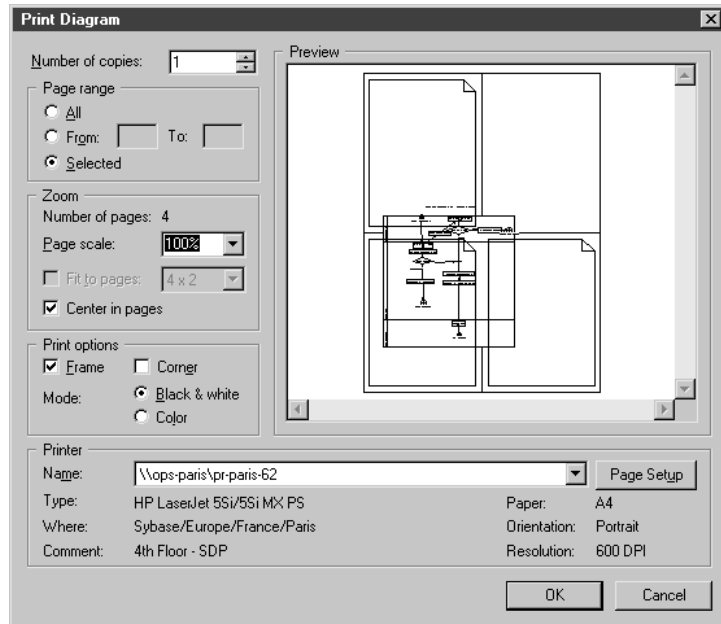 Print Diagram
Number of copies: 1
Preview
Page range
All
From: To:
Selected
Zoom
Number of pages: 4
Page scale: 100%
Fit to pages: 4 x 2
Center in pages
Print options
Frame Corner
Mode: Black & white
Color
Printer
Name: \\ops-paris\pr-paris-62 Page Setup
Type: HP LaserJet 5Si/5Si MX PS Paper: A4
Where: Sybase/Europe/France/Paris Orientation: Portrait
Comment: 4th Floor - SDP Resolution: 600 DPI
OK Cancel